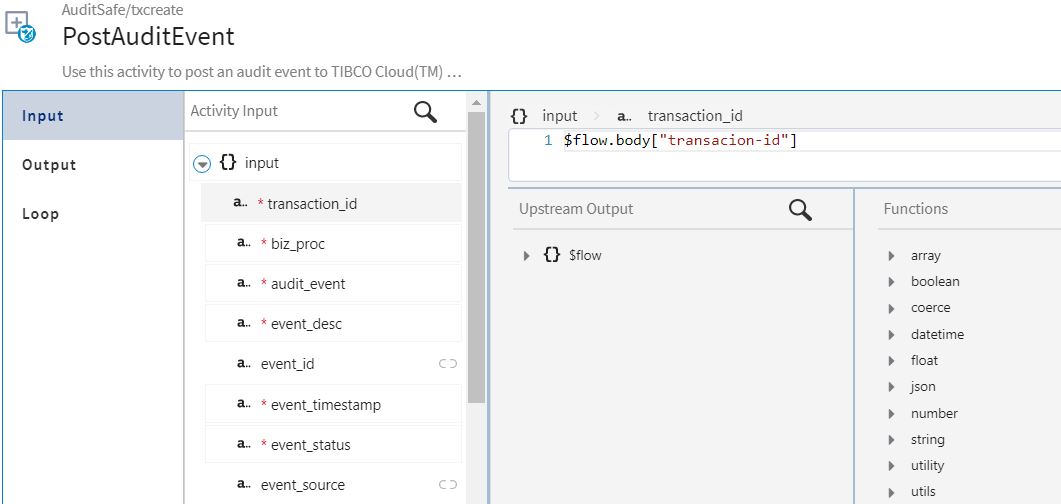 AuditSafe/txcreate
PostAuditEvent
Use this activity to post an audit event to TIBCO Cloud(TM) …
Input
Output
Loop
Activity Input
{} input
a.. * transaction_id
a.. * biz_proc
a.. * audit_event
a.. * event_desc
a.. event_id
a.. * event_timestamp
a.. * event_status
a.. event_source
{} input > a.. transaction_id
1 $flow.body["transacion-id"]
Upstream Output
{} $flow
Functions
array
boolean
coerce
datetime
float
json
number
string
utility
utils